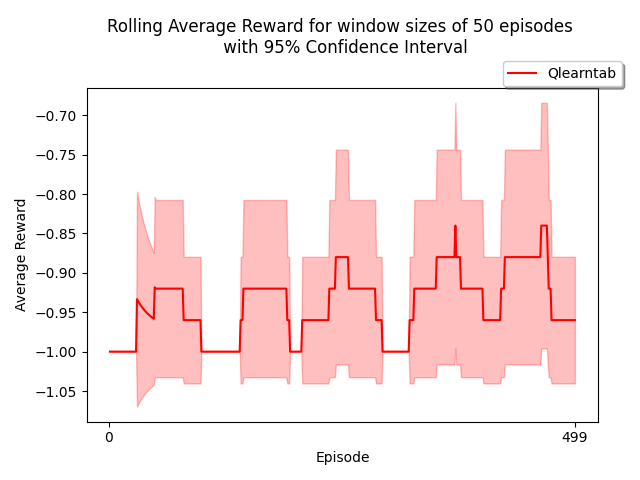 Rolling Average Reward for window sizes of 50 episodes
with 95% Confidence Interval
Qlearntab
−0.70
−0.75
−0.80
−0.85
−0.90
−0.95
−1.00
−1.05
Average Reward
0
499
Episode